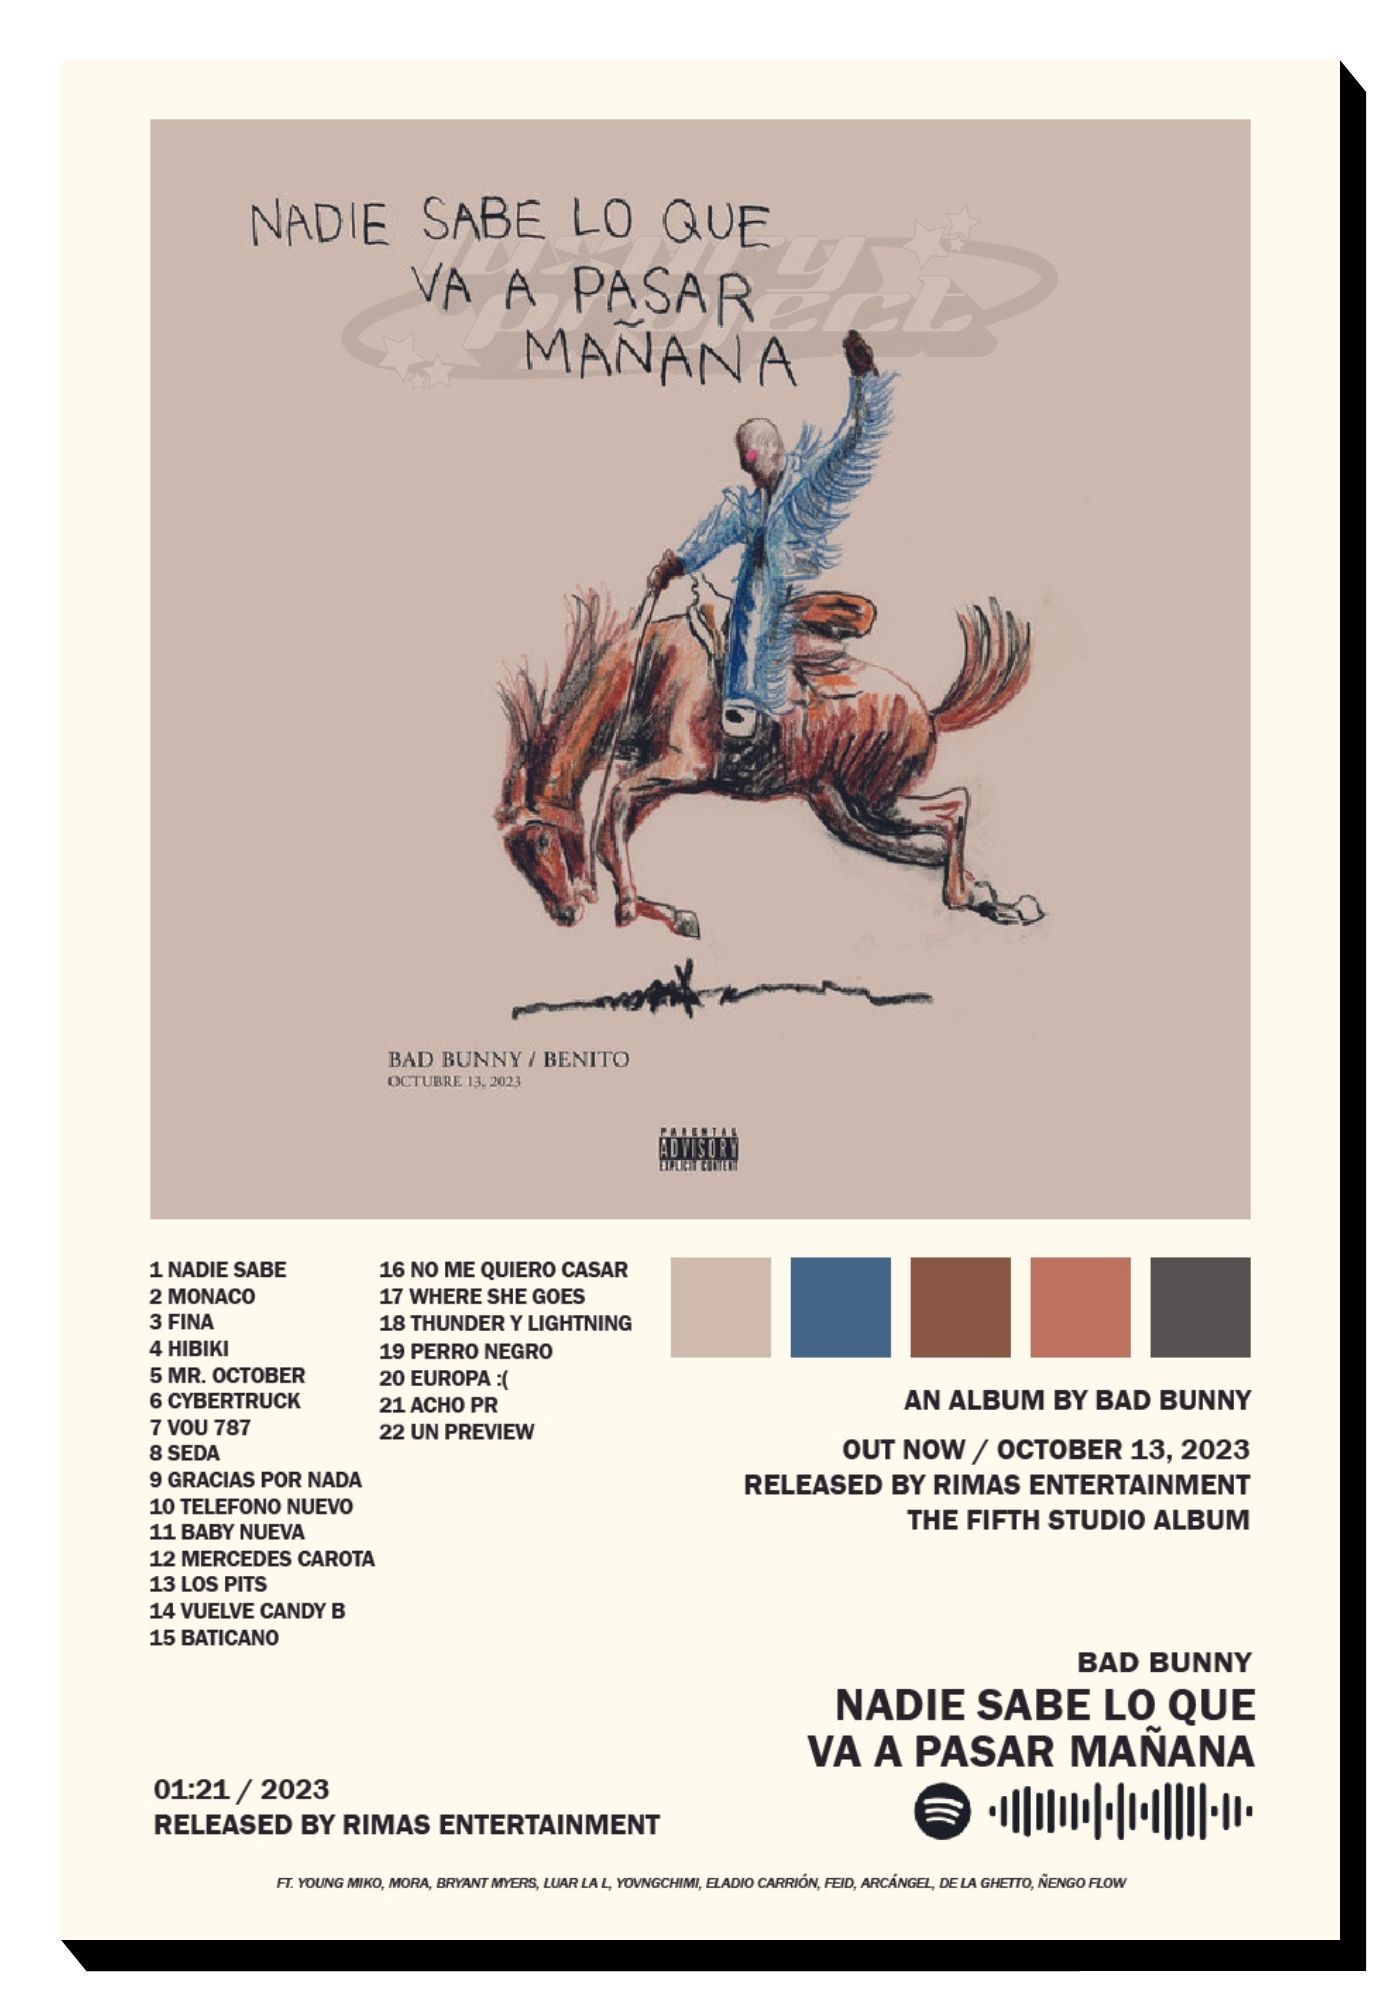 NADIE SABE LO QUE
VA A PASAR
MAÑANA
luxury
project
BAD BUNNY / BENITO
OCTUBRE 13, 2023
PARENTAL
ADVISORY
EXPLICIT CONTENT
1 NADIE SABE
2 MONACO
3 FINA
4 HIBIKI
5 MR. OCTOBER
6 CYBERTRUCK
7 VOU 787
8 SEDA
9 GRACIAS POR NADA
10 TELEFONO NUEVO
11 BABY NUEVA
12 MERCEDES CAROTA
13 LOS PITS
14 VUELVE CANDY B
15 BATICANO
16 NO ME QUIERO CASAR
17 WHERE SHE GOES
18 THUNDER Y LIGHTNING
19 PERRO NEGRO
20 EUROPA :(
21 ACHO PR
22 UN PREVIEW
AN ALBUM BY BAD BUNNY
OUT NOW / OCTOBER 13, 2023
RELEASED BY RIMAS ENTERTAINMENT
THE FIFTH STUDIO ALBUM
BAD BUNNY
NADIE SABE LO QUE
VA A PASAR MAÑANA
01:21 / 2023
RELEASED BY RIMAS ENTERTAINMENT
FT. YOUNG MIKO, MORA, BRYANT MYERS, LUAR LA L, YOVNGCHIMI, ELADIO CARRIÓN, FEID, ARCÁNGEL, DE LA GHETTO, ÑENGO FLOW